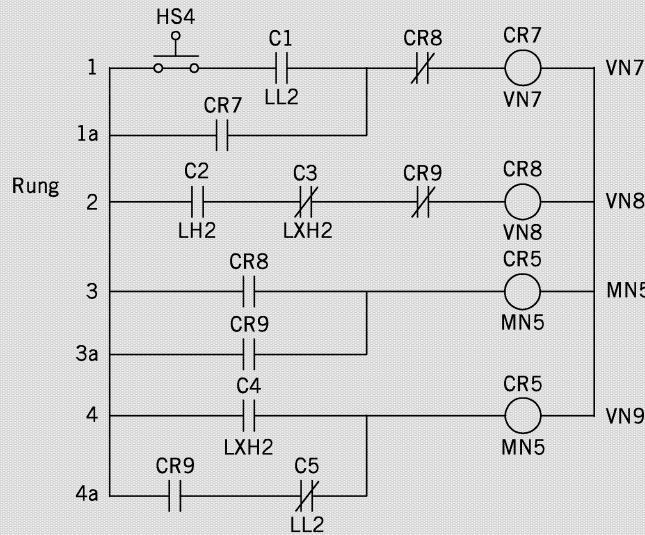 HS4
C1
CR8
CR7
1
VN7
LL2
VN7
CR7
1a
Rung
C2
C3
CR9
CR8
2
VN8
LH2
LXH2
VN8
CR8
CR5
3
MN5
CR9
MN5
3a
C4
CR5
4
VN9
LXH2
MN5
CR9
C5
4a
LL2